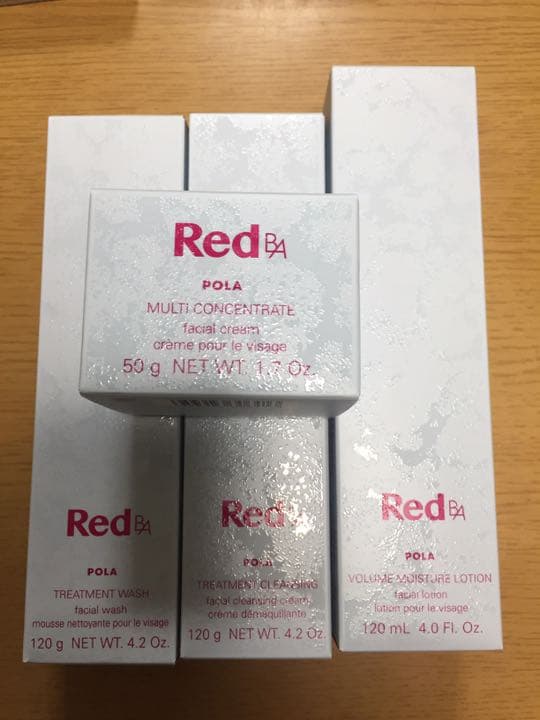 Red BA
POLA
MULTI CONCENTRATE
facial cream
crème pour le visage
50 g NET WT. 1.7 Oz.
Red BA
POLA
TREATMENT WASH
facial wash
mousse nettoyante pour le visage
120 g NET WT. 4.2 Oz.
Red
POLA
TREATMENT CLEANSING
facial cleansing cream
crème démaquillante
120 g NET WT. 4.2 Oz.
Red BA
POLA
VOLUME MOISTURE LOTION
facial lotion
lotion pour le visage
120 mL 4.0 Fl. Oz.